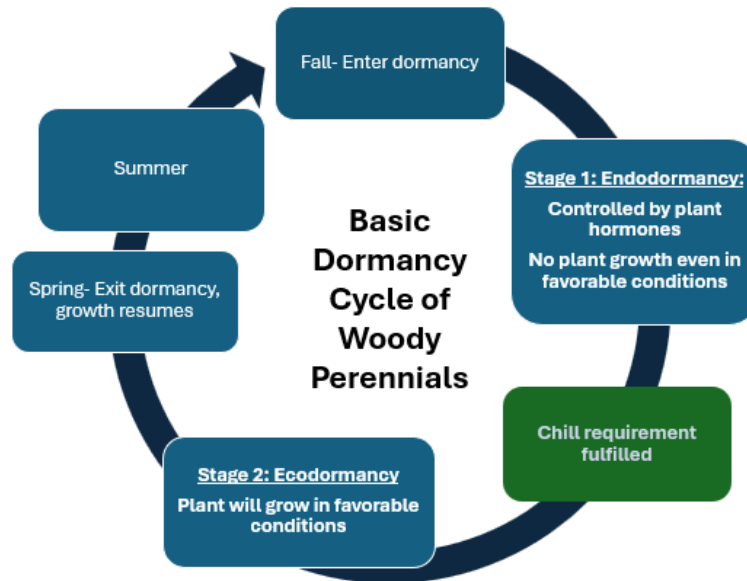 Fall- Enter dormancy
Stage 1: Endodormancy:
Controlled by plant
hormones
No plant growth even in
favorable conditions
Chill requirement
fulfilled
Stage 2: Ecodormancy
Plant will grow in favorable
conditions
Spring- Exit dormancy,
growth resumes
Summer
Basic
Dormancy
Cycle of
Woody
Perennials